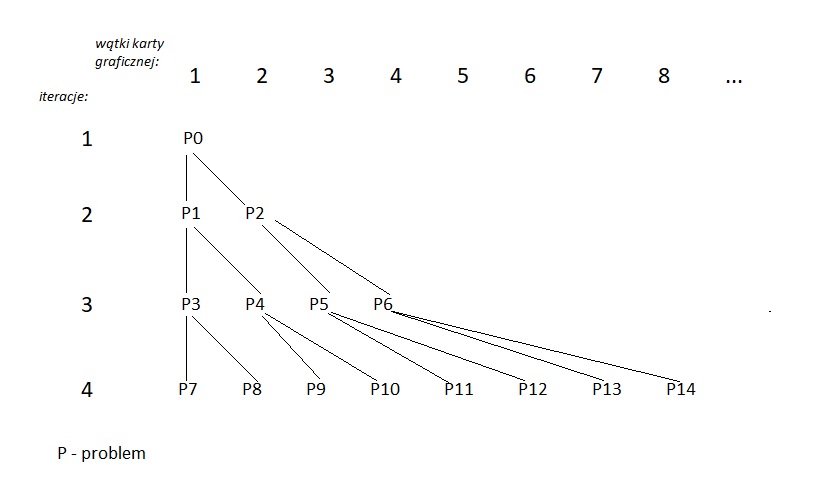 wątki karty
graficznej:
1 2 3 4 5 6 7 8 ...
iteracje:
1 P0
2 P1 P2
3 P3 P4 P5 P6
4 P7 P8 P9 P10 P11 P12 P13 P14
P - problem